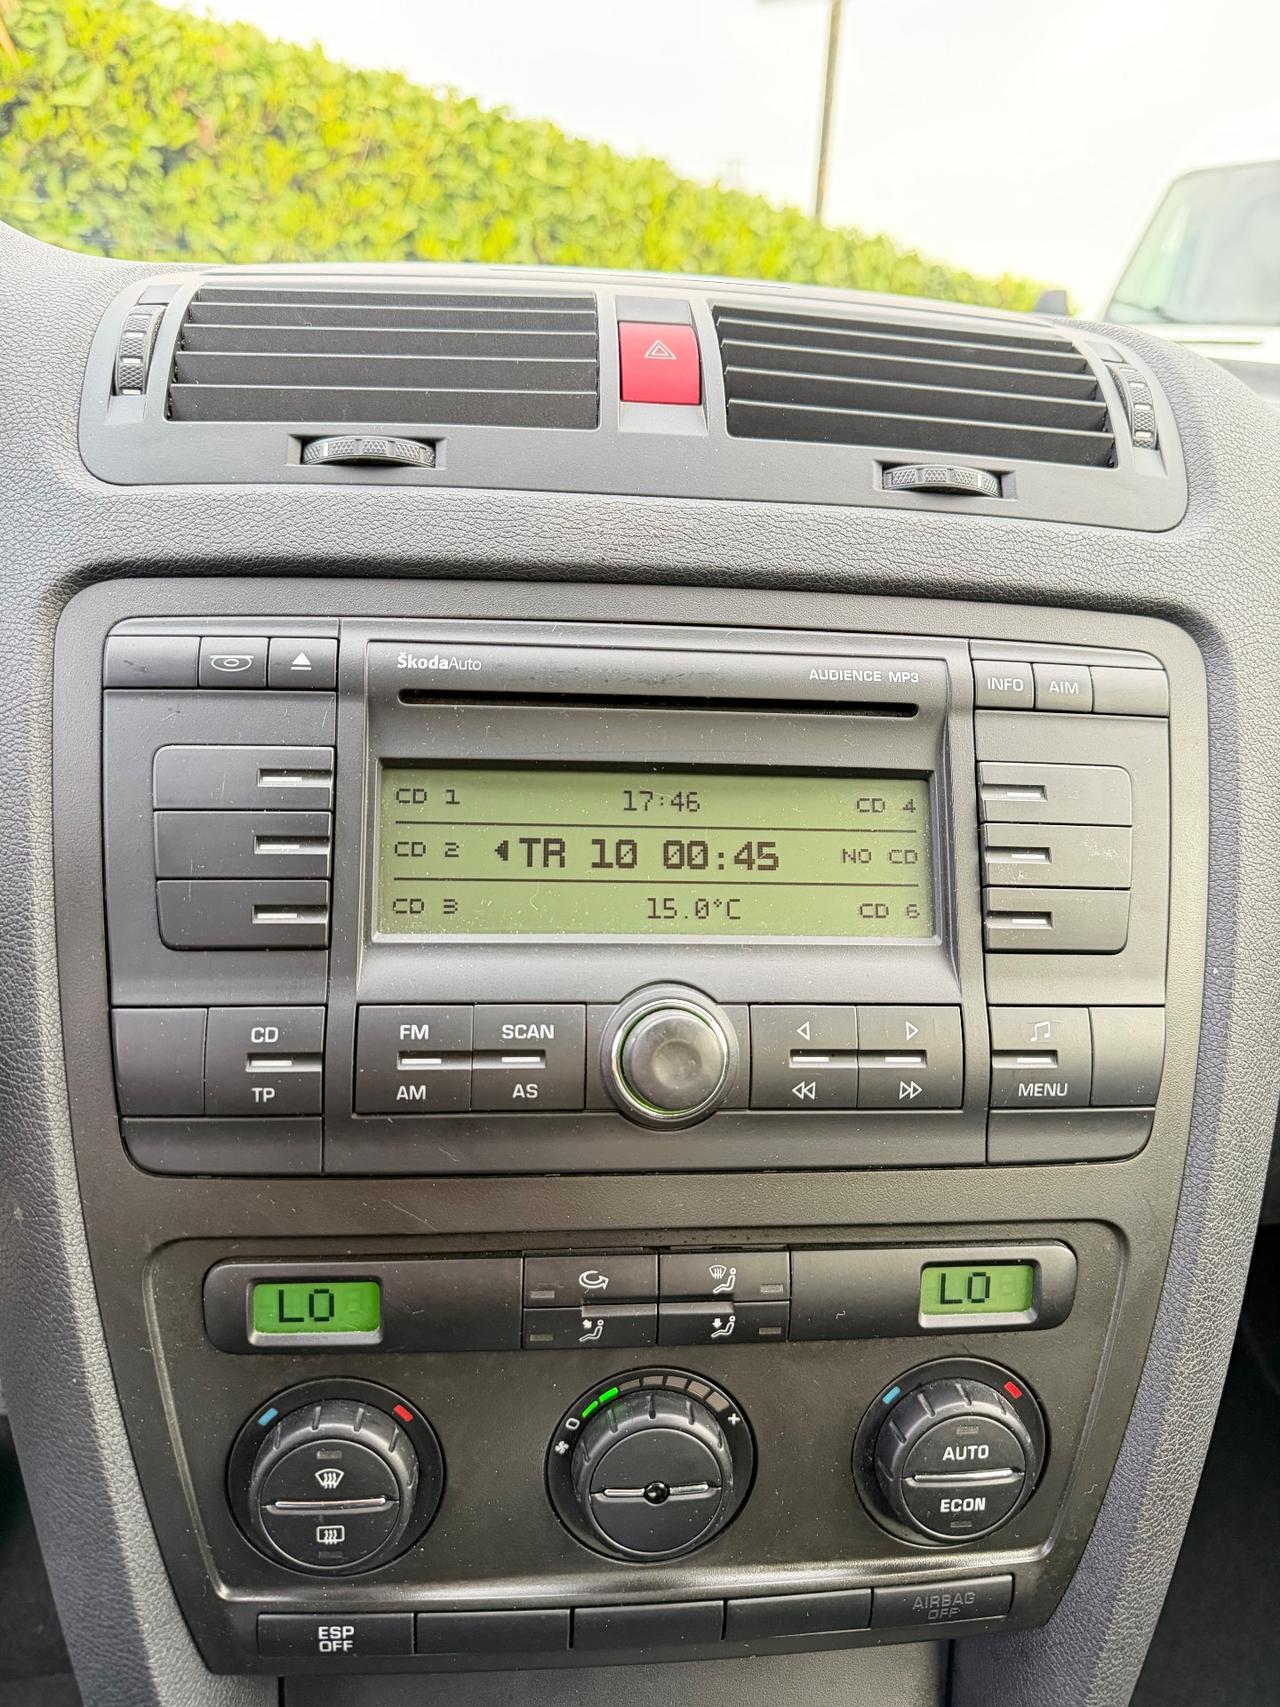 ŠkodaAuto
AUDIENCE MP3
INFO AIM
CD 1 17:46 CD 4
CD 2 TR 10 00:45 NO CD
CD 3 15.0°C CD 6
CD FM SCAN
TP AM AS MENU
LO LO
0 +
AUTO
ECON
ESP
OFF
AIRBAG
OFF